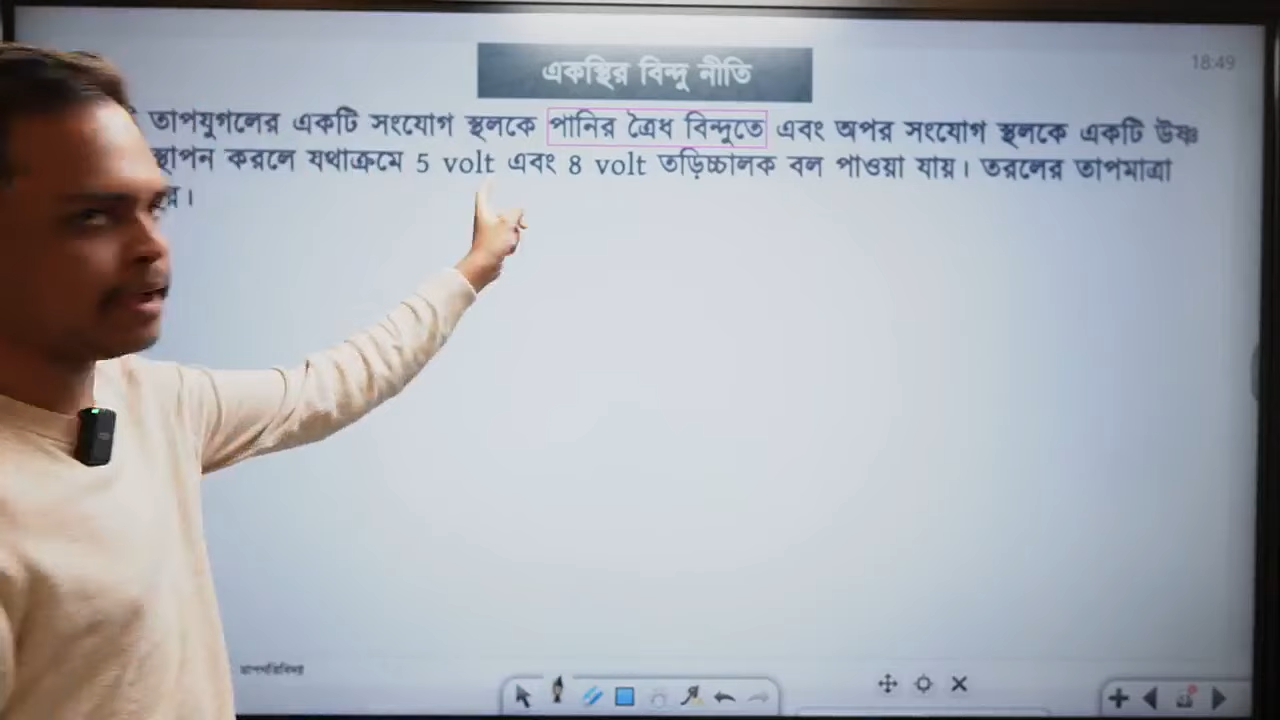 একস্থির বিন্দু নীতি
18:49
তাপযুগলের একটি সংযোগ স্থলকে পানির ত্রৈধ বিন্দুতে এবং অপর সংযোগ স্থলকে একটি উষ্ণ
স্থাপন করলে যথাক্রমে 5 volt এবং 8 volt তড়িচ্চালক বল পাওয়া যায়। তরলের তাপমাত্রা